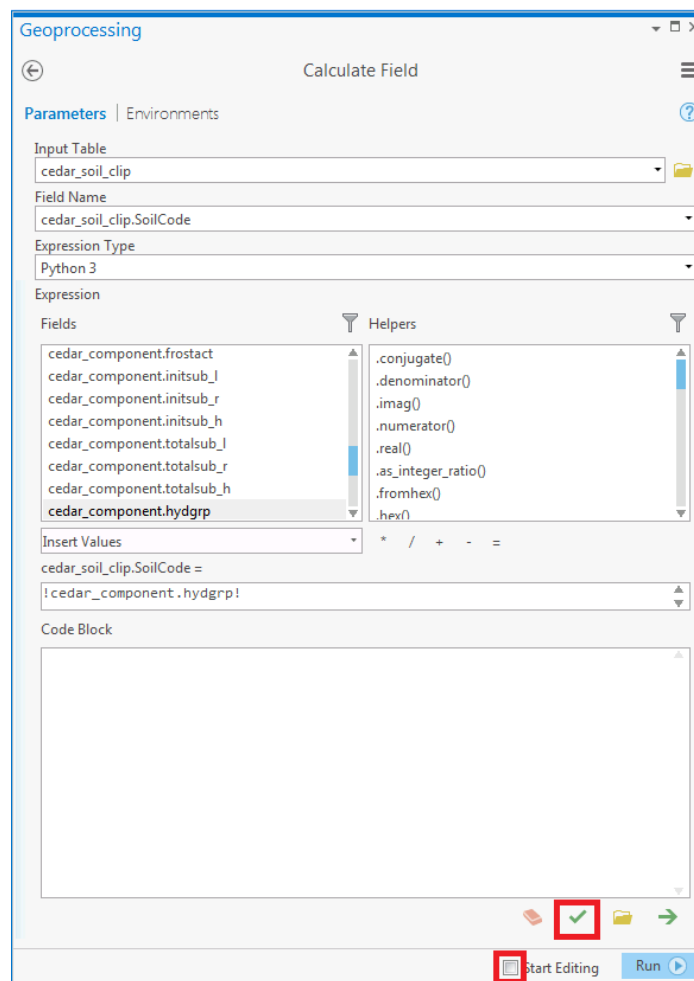 Geoprocessing
Calculate Field
Parameters | Environments
Input Table
cedar_soil_clip
Field Name
cedar_soil_clip.SoilCode
Expression Type
Python 3
Expression
Fields
Helpers
cedar_component.frostact
cedar_component.initsub_l
cedar_component.initsub_r
cedar_component.initsub_h
cedar_component.totalsub_l
cedar_component.totalsub_r
cedar_component.totalsub_h
cedar_component.hydgrp
.conjugate()
.denominator()
.imag()
.numerator()
.real()
.as_integer_ratio()
.fromhex()
.hex()
Insert Values
* / + - =
cedar_soil_clip.SoilCode =
!cedar_component.hydgrp!
Code Block
Start Editing
Run